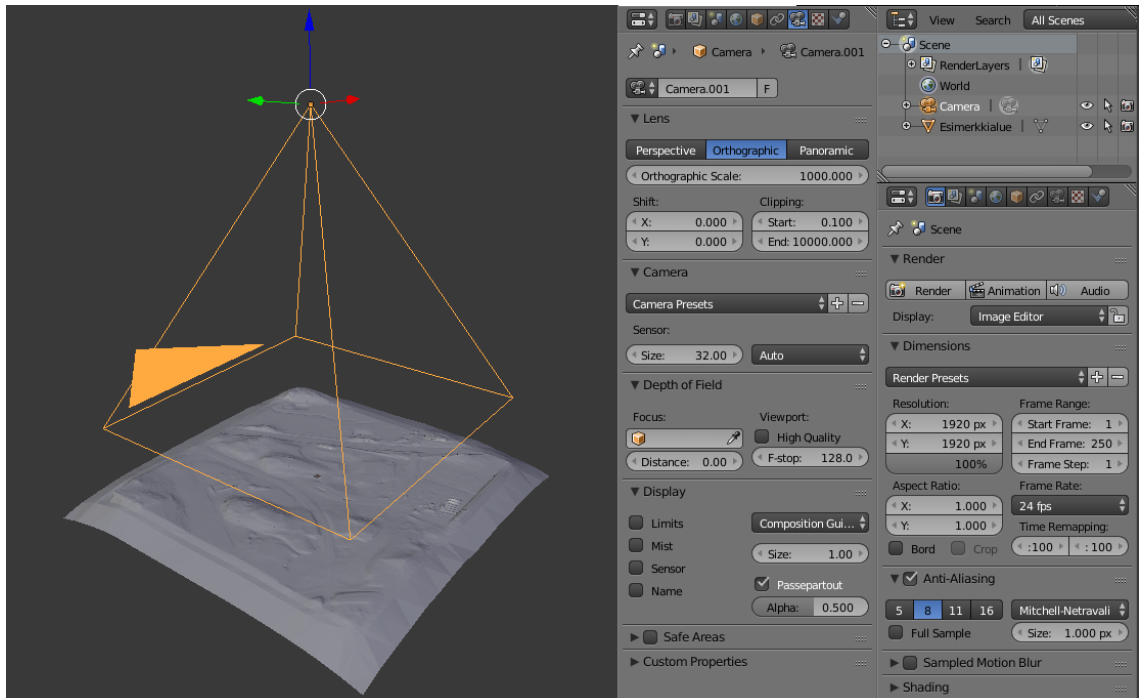 Camera
Camera.001
Camera.001
F
Lens
Perspective
Orthographic
Panoramic
Orthographic Scale: 1000.000
Shift:
Clipping:
X: 0.000
Start: 0.100
Y: 0.000
End: 10000.000
Camera
Camera Presets
Sensor:
Size: 32.00
Auto
Depth of Field
Focus:
Viewport:
High Quality
Distance: 0.00
F-stop: 128.0
Display
Limits
Composition Gui...
Mist
Size: 1.00
Sensor
Passepartout
Name
Alpha: 0.500
Safe Areas
Custom Properties
View
Search
All Scenes
Scene
RenderLayers
World
Camera
Esimerkkialue
Scene
Render
Render
Animation
Audio
Display:
Image Editor
Dimensions
Render Presets
Resolution:
Frame Range:
X: 1920 px
Start Frame: 1
Y: 1920 px
End Frame: 250
100%
Frame Step: 1
Aspect Ratio:
Frame Rate:
X: 1.000
24 fps
Y: 1.000
Time Remapping:
Bord
Crop
:100
:100
Anti-Aliasing
5
8
11
16
Mitchell-Netravali
Full Sample
Size: 1.000 px
Sampled Motion Blur
Shading